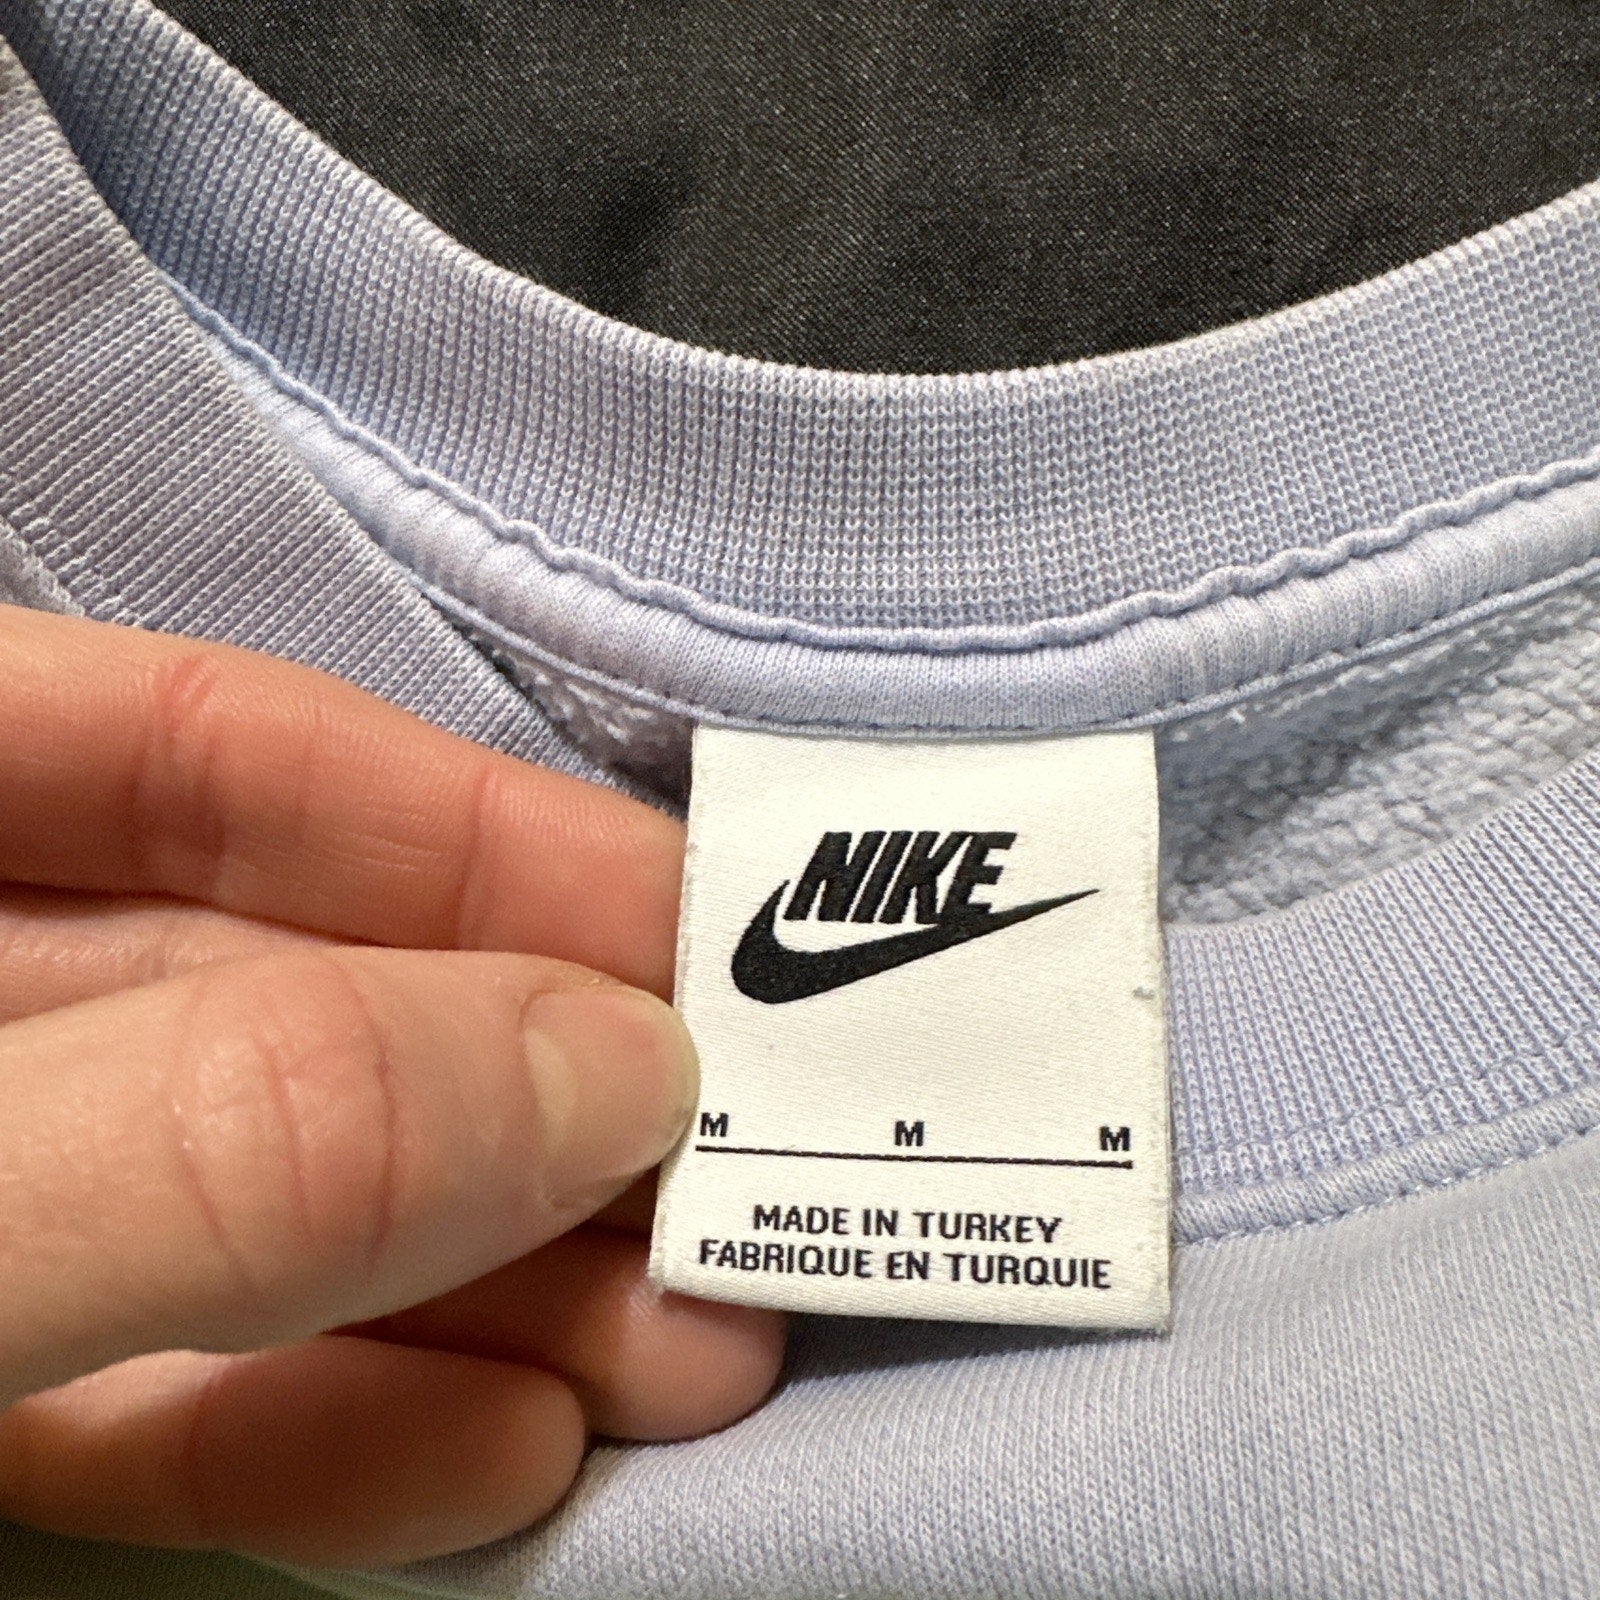 NIKE
M M M
MADE IN TURKEY
FABRIQUE EN TURQUIE